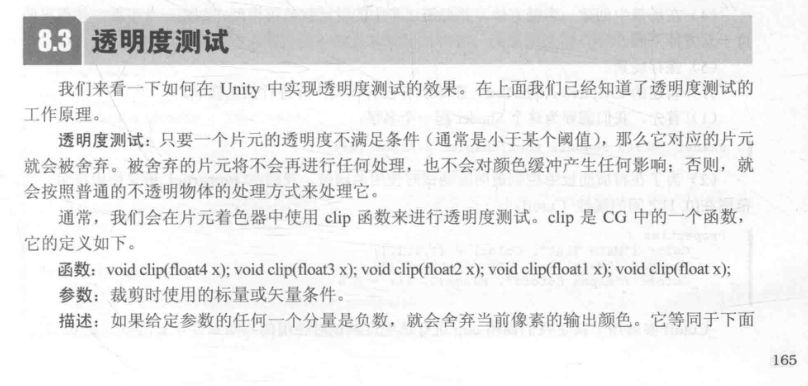 8.3 透明度测试
我们来看一下如何在 Unity 中实现透明度测试的效果。在上面我们已经知道了透明度测试的
工作原理。
透明度测试：只要一个片元的透明度不满足条件（通常是小于某个阈值），那么它对应的片元
就会被舍弃。被舍弃的片元将不会再进行任何处理，也不会对颜色缓冲产生任何影响；否则，就
会按照普通的不透明物体的处理方式来处理它。
通常，我们会在片元着色器中使用 clip 函数来进行透明度测试。clip 是 CG 中的一个函数，
它的定义如下。
函数：void clip(float4 x); void clip(float3 x); void clip(float2 x); void clip(float1 x); void clip(float x);
参数：裁剪时使用的标量或矢量条件。
描述：如果给定参数的任何一个分量是负数，就会舍弃当前像素的输出颜色。它等同于下面
165